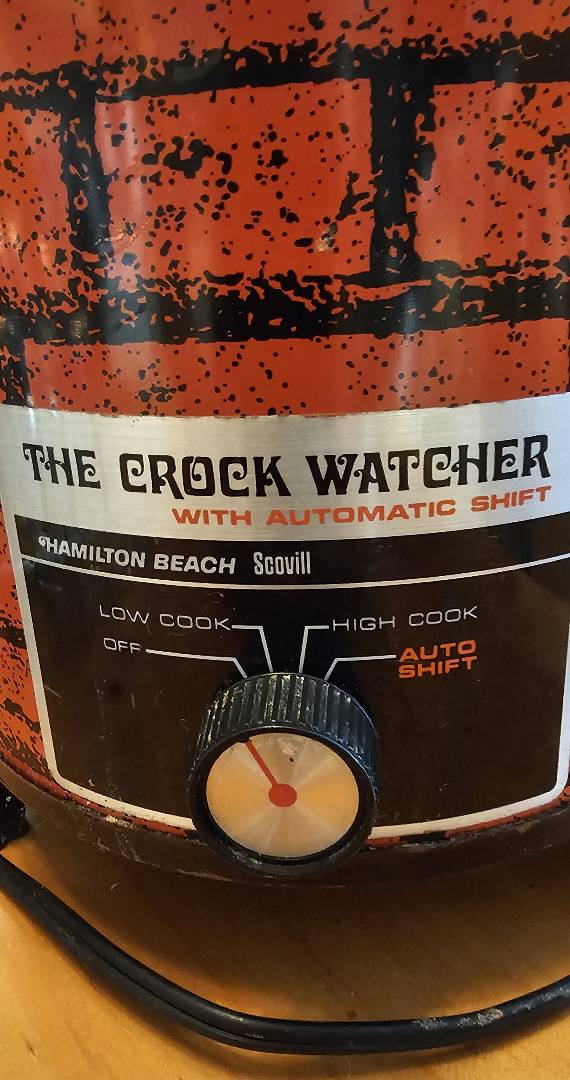 THE CROCK WATCHER
WITH AUTOMATIC SHIFT
HAMILTON BEACH Scovill
LOW COOK HIGH COOK
OFF AUTO SHIFT